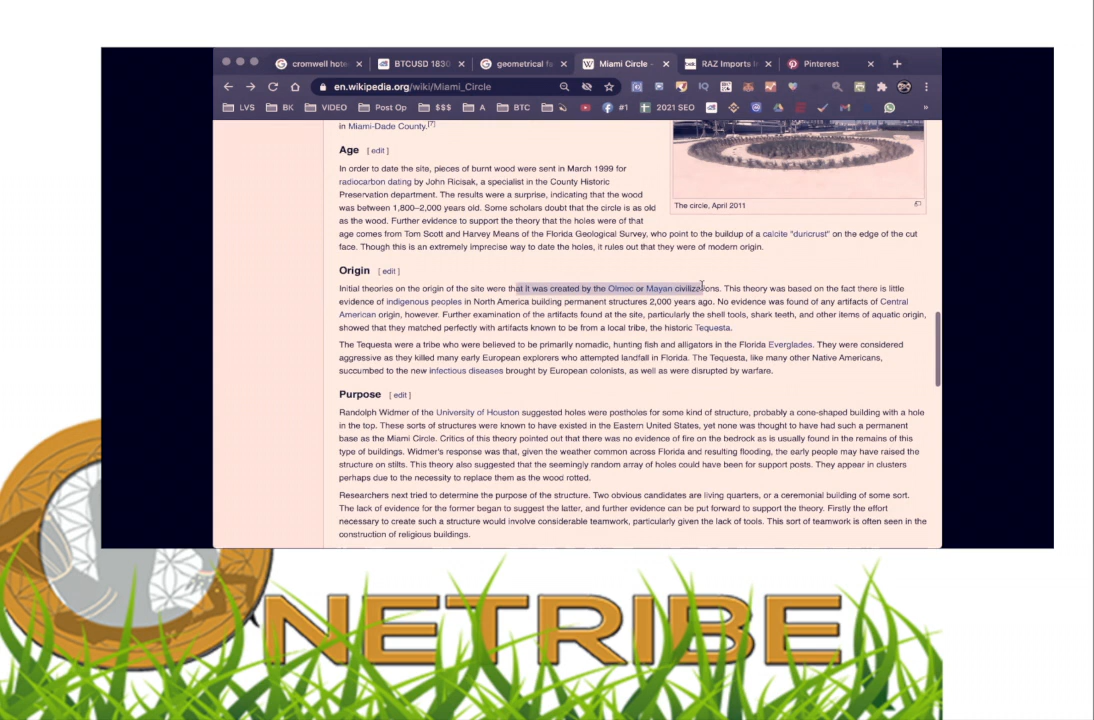 cromwell hote
BTCUSD 1830
geometrical fa
Miami Circle -
RAZ Imports I
Pinterest
en.wikipedia.org/wiki/Miami_Circle
LVS BK VIDEO Post Op $$$ A BTC #1 2021 SEO »
in Miami-Dade County.[7]
Age [ edit ]
In order to date the site, pieces of burnt wood were sent in March 1999 for
radiocarbon dating by John Ricisak, a specialist in the County Historic
Preservation department. The results were a surprise, indicating that the wood
was between 1,800–2,000 years old. Some scholars doubt that the circle is as old
as the wood. Further evidence to support the theory that the holes were of that
age comes from Tom Scott and Harvey Means of the Florida Geological Survey, who point to the buildup of a calcite "duricrust" on the edge of the cut
face. Though this is an extremely imprecise way to date the holes, it rules out that they were of modern origin.
The circle, April 2011
Origin [ edit ]
Initial theories on the origin of the site were that it was created by the Olmec or Mayan civilizations. This theory was based on the fact there is little
evidence of indigenous peoples in North America building permanent structures 2,000 years ago. No evidence was found of any artifacts of Central
American origin, however. Further examination of the artifacts found at the site, particularly the shell tools, shark teeth, and other items of aquatic origin,
showed that they matched perfectly with artifacts known to be from a local tribe, the historic Tequesta.
The Tequesta were a tribe who were believed to be primarily nomadic, hunting fish and alligators in the Florida Everglades. They were considered
aggressive as they killed many early European explorers who attempted landfall in Florida. The Tequesta, like many other Native Americans,
succumbed to the new infectious diseases brought by European colonists, as well as were disrupted by warfare.
Purpose [ edit ]
Randolph Widmer of the University of Houston suggested holes were postholes for some kind of structure, probably a cone-shaped building with a hole
in the top. These sorts of structures were known to have existed in the Eastern United States, yet none was thought to have had such a permanent
base as the Miami Circle. Critics of this theory pointed out that there was no evidence of fire on the bedrock as is usually found in the remains of this
type of buildings. Widmer's response was that, given the weather common across Florida and resulting flooding, the early people may have raised the
structure on stilts. This theory also suggested that the seemingly random array of holes could have been for support posts. They appear in clusters
perhaps due to the necessity to replace them as the wood rotted.
Researchers next tried to determine the purpose of the structure. Two obvious candidates are living quarters, or a ceremonial building of some sort.
The lack of evidence for the former began to suggest the latter, and further evidence can be put forward to support the theory. Firstly the effort
necessary to create such a structure would involve considerable teamwork, particularly given the lack of tools. This sort of teamwork is often seen in the
construction of religious buildings.
NETRIBE